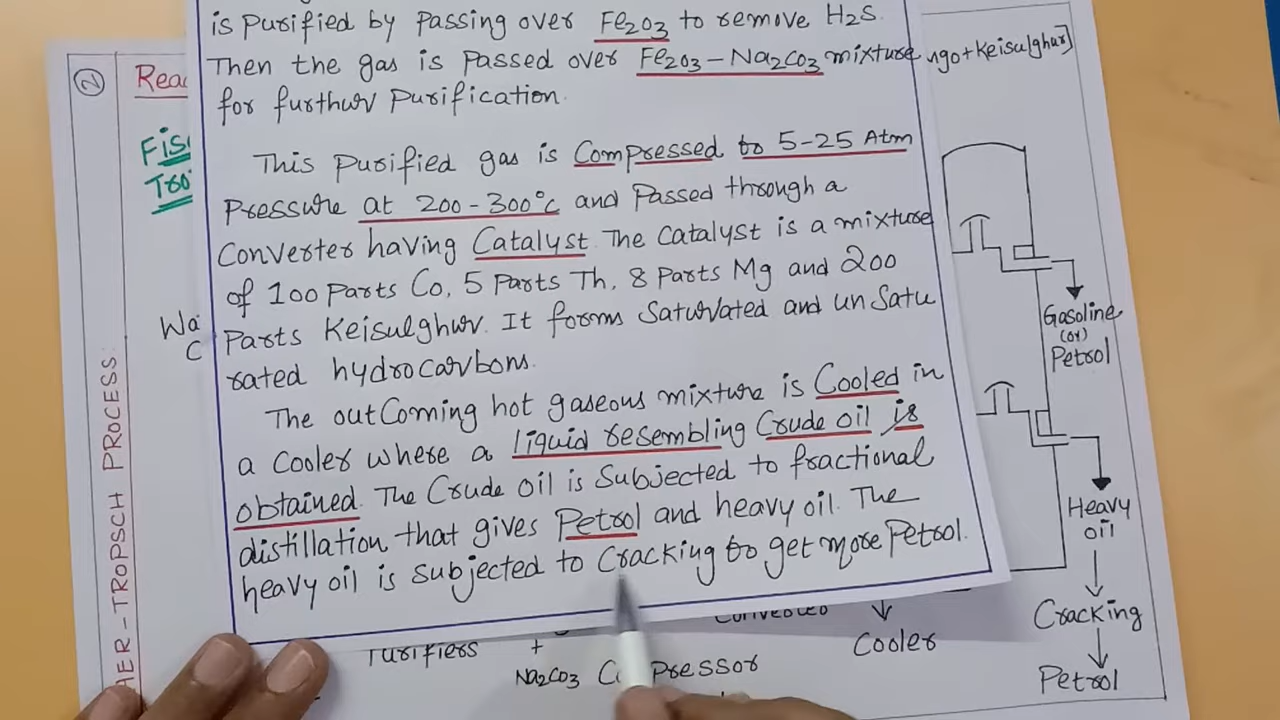 is Purified by Passing over Fe2O3 to remove H2S.
Then the gas is Passed over Fe2O3-Na2CO3 mixture
for furthur Purification.
This Purified gas is Compressed to 5-25 Atm
Pressure at 200-300°C and Passed through a
Converter having Catalyst. The Catalyst is a mixture
of 100 Parts Co, 5 Parts Th, 8 Parts Mg and 200
Parts Keisulghur. It forms Saturated and unSatu
rated hydrocarbons.
The outComing hot gaseous mixture is Cooled in
a Cooler where a liquid resembling Crude oil is
obtained. The Crude oil is Subjected to fractional
distillation that gives Petrol and heavy oil. The
heavy oil is subjected to Cracking to get more Petrol.
2
+Keisulghur]
Gasoline
(or)
Petrol
Heavy
oil
Cracking
Petrol
Cooler
Purifiers
+
Na2CO3
TROPSCH PROCESS: